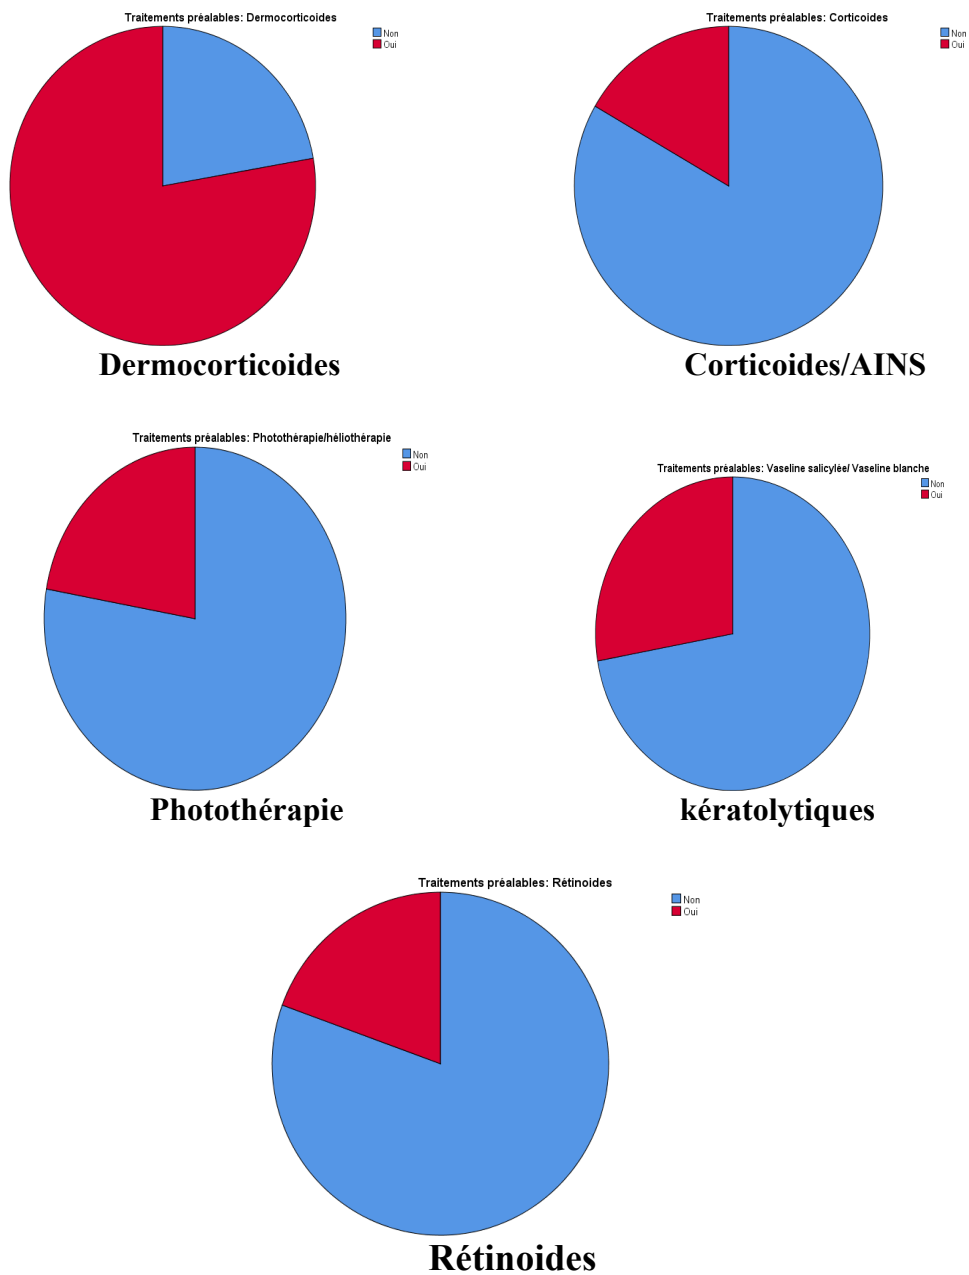 Traitements préalables: Dermocorticoides
Non
Oui
Dermocorticoides
Traitements préalables: Corticoides
Non
Oui
Corticoides/AINS
Traitements préalables: Photothérapie/héliothérapie
Non
Oui
Photothérapie
Traitements préalables: Vaseline salicylée/ Vaseline blanche
Non
Oui
kératolytiques
Traitements préalables: Rétinoides
Non
Oui
Rétinoides